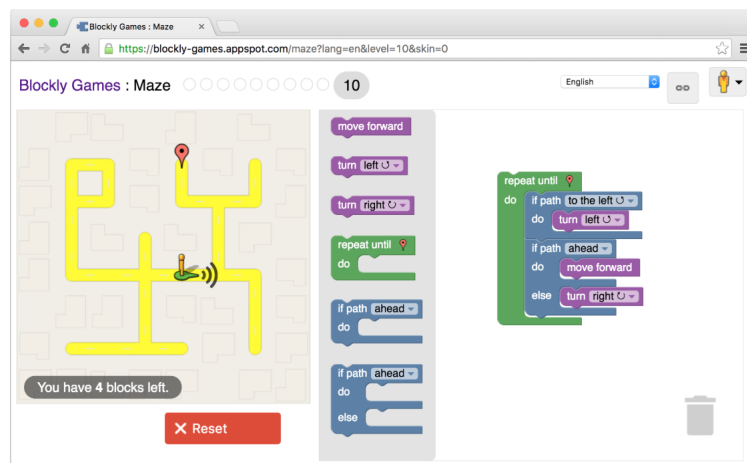 Blockly Games : Maze
https://blockly-games.appspot.com/maze?lang=en&level=10&skin=0
Blockly Games : Maze
10
English
You have 4 blocks left.
Reset
move forward
turn left ↺
turn right ↻
repeat until
do
if path ahead
do
if path ahead
do
else
repeat until
do
if path to the left ↺
do turn left ↺
if path ahead
do move forward
else turn right ↻